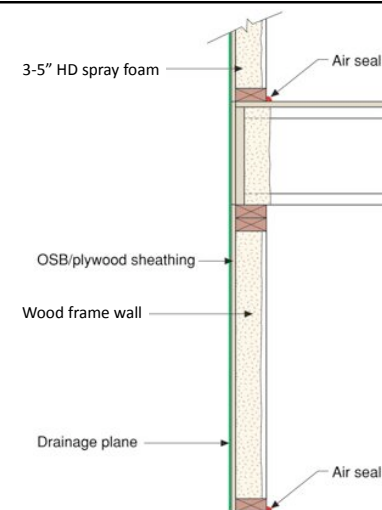 3-5” HD spray foam
Air seal
OSB/plywood sheathing
Wood frame wall
Drainage plane
Air seal